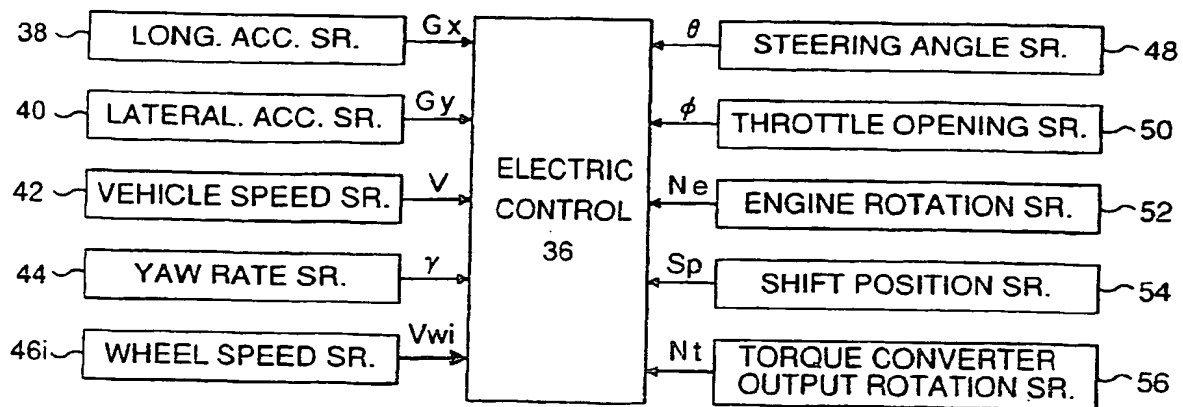 38 LONG. ACC. SR. Gx
40 LATERAL. ACC. SR. Gy
42 VEHICLE SPEED SR. V
44 YAW RATE SR. γ
46i WHEEL SPEED SR. Vwi
ELECTRIC
CONTROL
36
θ STEERING ANGLE SR. 48
φ THROTTLE OPENING SR. 50
Ne ENGINE ROTATION SR. 52
Sp SHIFT POSITION SR. 54
Nt TORQUE CONVERTER
OUTPUT ROTATION SR. 56